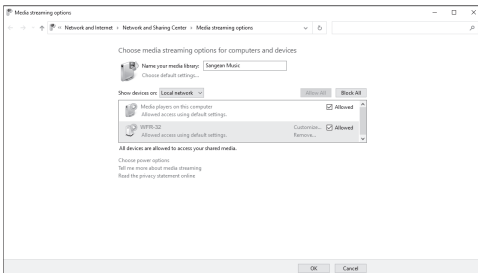 Media streaming options
« Network and Internet › Network and Sharing Center › Media streaming options
Choose media streaming options for computers and devices
Name your media library: Sangean Music
Choose default settings...
Show devices on: Local network Allow All Block All
Media players on this computer Allowed
Allowed access using default settings.
WFR-32 Customize... Allowed
Allowed access using default settings. Remove...
All devices are allowed to access your shared media.
Choose power options
Tell me more about media streaming
Read the privacy statement online
OK Cancel